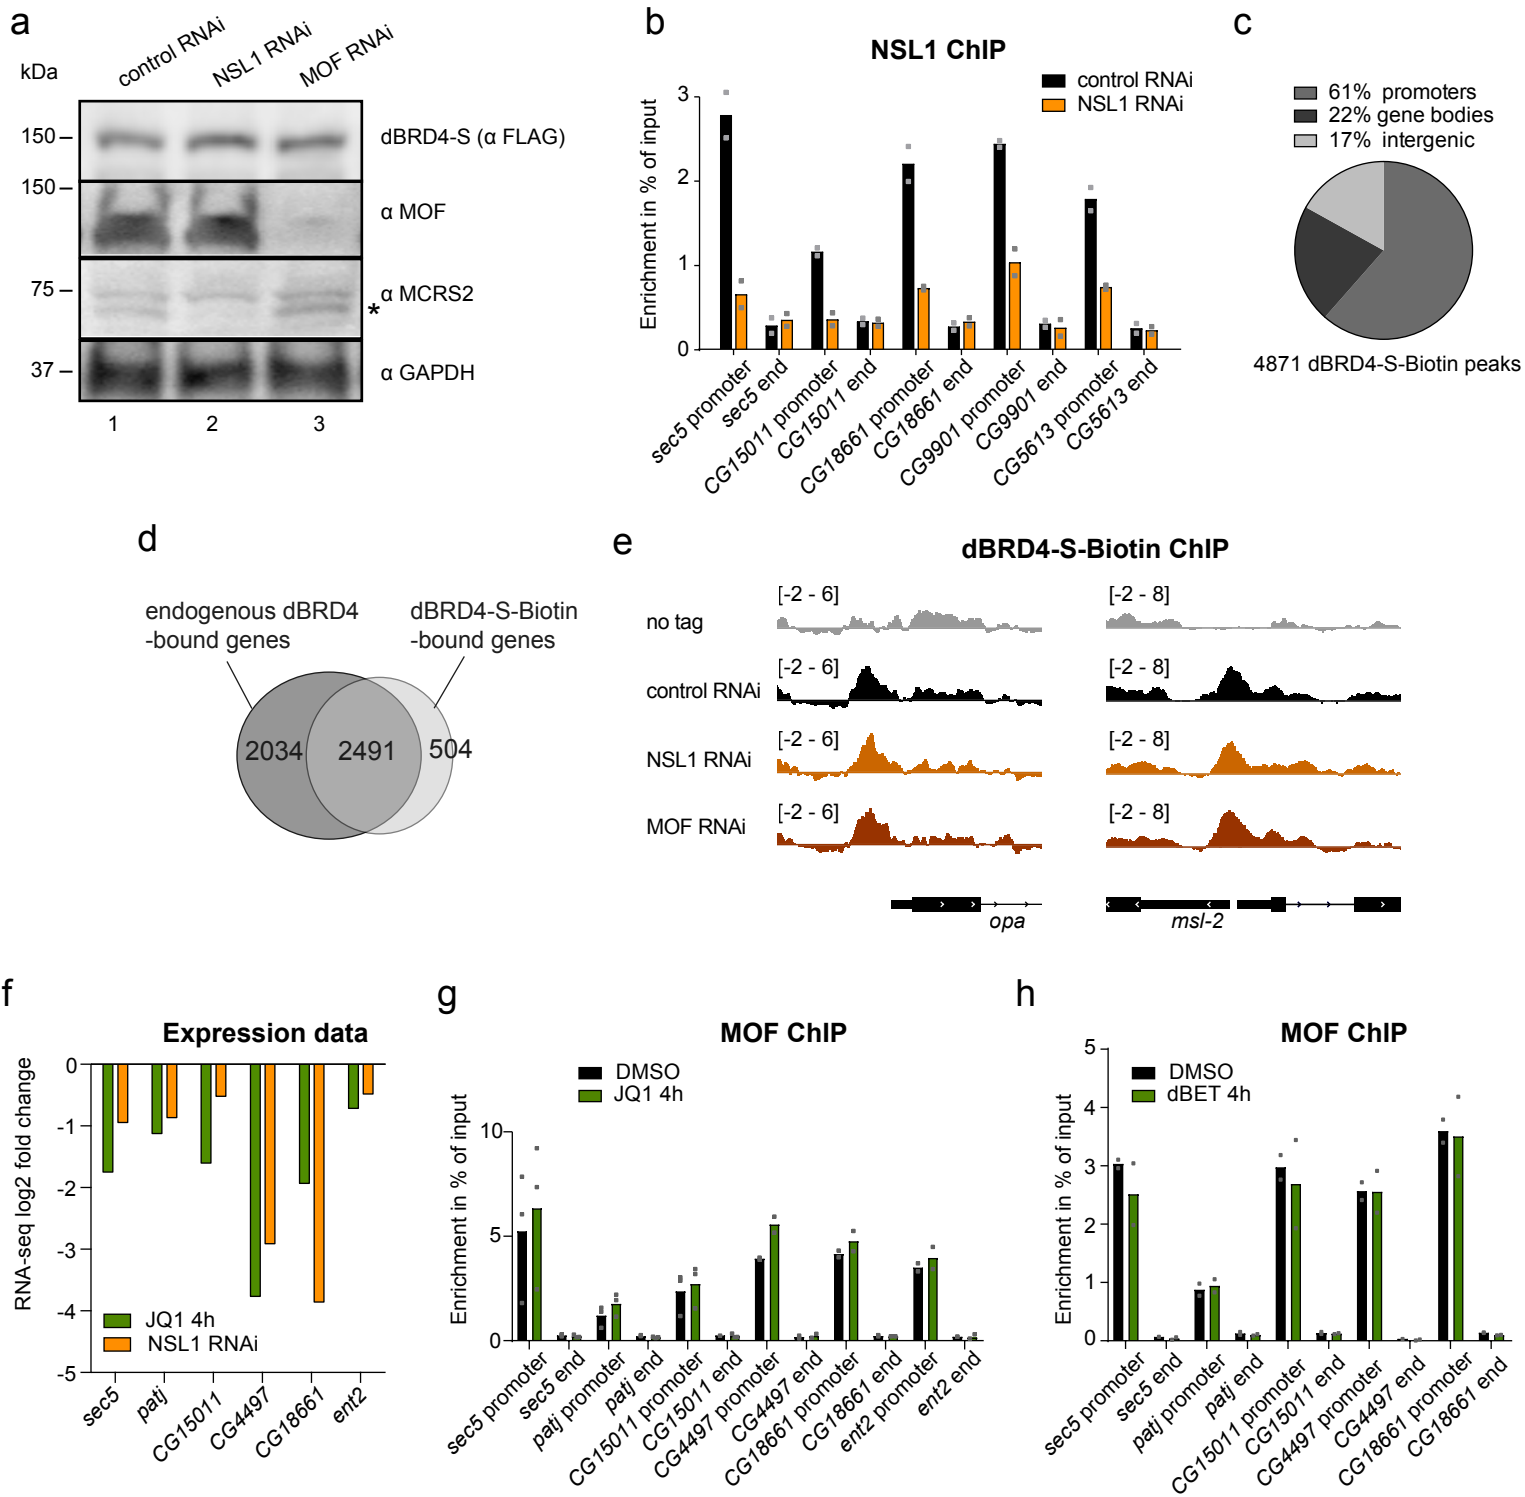 a
kDa
control RNAi
NSL1 RNAi
MOF RNAi
150
dBRD4-S (α FLAG)
150
α MOF
75
α MCRS2
*
37
α GAPDH
1
2
3
b
NSL1 ChIP
control RNAi
NSL1 RNAi
Enrichment in % of input
3
2
1
0
sec5 promoter
sec5 end
CG15011 promoter
CG15011 end
CG18661 promoter
CG18661 end
CG9901 promoter
CG9901 end
CG5613 promoter
CG5613 end
c
61% promoters
22% gene bodies
17% intergenic
4871 dBRD4-S-Biotin peaks
d
endogenous dBRD4
-bound genes
dBRD4-S-Biotin
-bound genes
2034
2491
504
e
dBRD4-S-Biotin ChIP
no tag
[-2 - 6]
[-2 - 8]
control RNAi
[-2 - 6]
[-2 - 8]
NSL1 RNAi
[-2 - 6]
[-2 - 8]
MOF RNAi
[-2 - 6]
[-2 - 8]
opa
msl-2
f
Expression data
RNA-seq log2 fold change
0
-1
-2
-3
-4
-5
JQ1 4h
NSL1 RNAi
sec5
patj
CG15011
CG4497
CG18661
ent2
g
MOF ChIP
DMSO
JQ1 4h
Enrichment in % of input
10
5
0
sec5 promoter
sec5 end
patj promoter
patj end
CG15011 promoter
CG15011 end
CG4497 promoter
CG4497 end
CG18661 promoter
CG18661 end
ent2 promoter
ent2 end
h
MOF ChIP
DMSO
dBET 4h
Enrichment in % of input
5
4
3
2
1
0
sec5 promoter
sec5 end
patj promoter
patj end
CG15011 promoter
CG15011 end
CG4497 promoter
CG4497 end
CG18661 promoter
CG18661 end